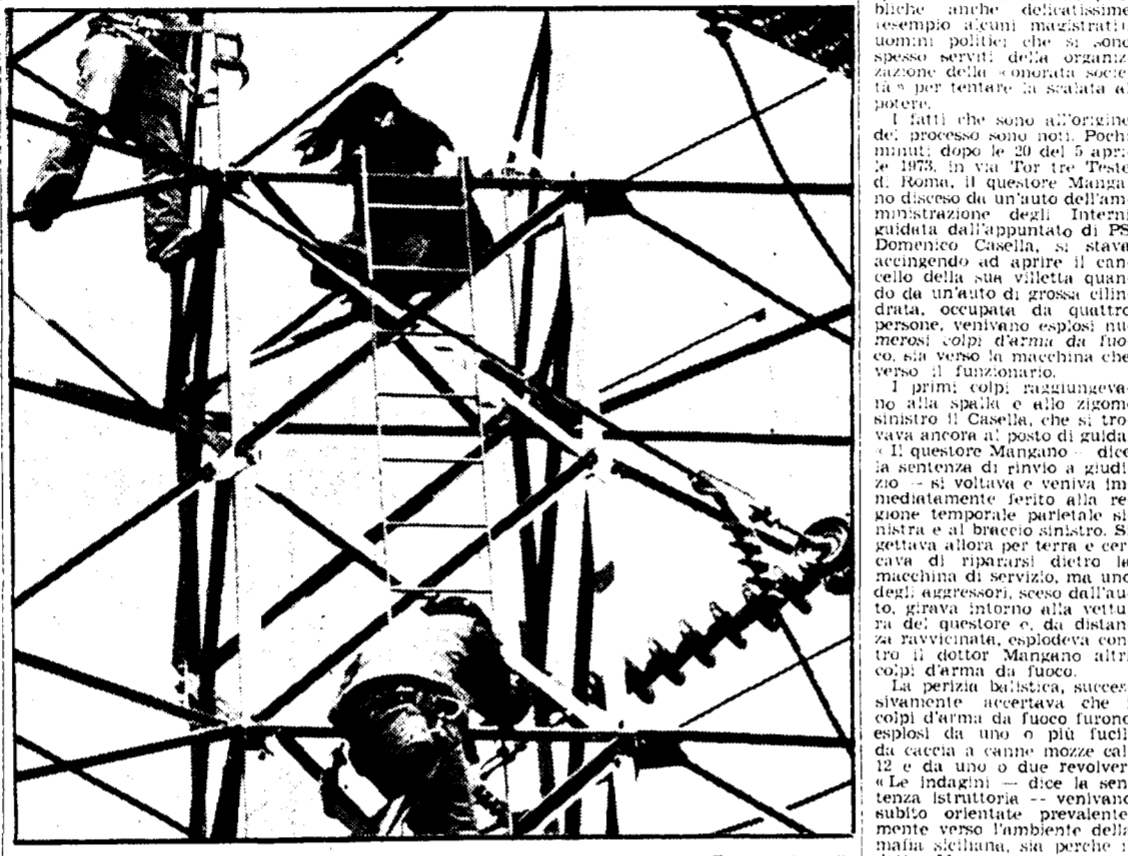 bliche anche delicatissime
(esempio alcuni magistrati)
uomini politici che si sono
spesso serviti della organiz
zazione della «onorata socie
tà» per tentare la scalata al
potere.
I fatti che sono all'origine
del processo sono noti. Pochi
minuti dopo le 20 del 5 apri
le 1973, in via Tor tre Teste
di Roma, il questore Manga
no disceso da un'auto dell'am
ministrazione degli Interni
guidata dall'appuntato di PS
Domenico Casella, si stava
accingendo ad aprire il can
cello della sua villetta quan
do da un'auto di grossa cilin
drata, occupata da quattro
persone, venivano esplosi nu
merosi colpi d'arma da fuo
co, sia verso la macchina che
verso il funzionario.
I primi colpi raggiungeva
no alla spalla e allo zigomo
sinistro il Casella, che si tro
vava ancora al posto di guida
« Il questore Mangano -- dice
la sentenza di rinvio a giudi
zio -- si voltava e veniva im
mediatamente ferito alla re
gione temporale parietale si
nistra e al braccio sinistro. Si
gettava allora per terra e cer
cava di ripararsi dietro la
macchina di servizio, ma uno
degli aggressori, sceso dall'au
to, girava intorno alla vettu
ra del questore e, da distan
za ravvicinata, esplodeva con
tro il dottor Mangano altri
colpi d'arma da fuoco.
La perizia balistica, succes
sivamente accertava che i
colpi d'arma da fuoco furono
esplosi da uno o più fucili
da caccia a canne mozze cal.
12 e da uno o due revolver
« Le indagini — dice la sen
tenza istruttoria -- venivano
subito orientate prevalente
mente verso l'ambiente della
mafia siciliana, sia perché i